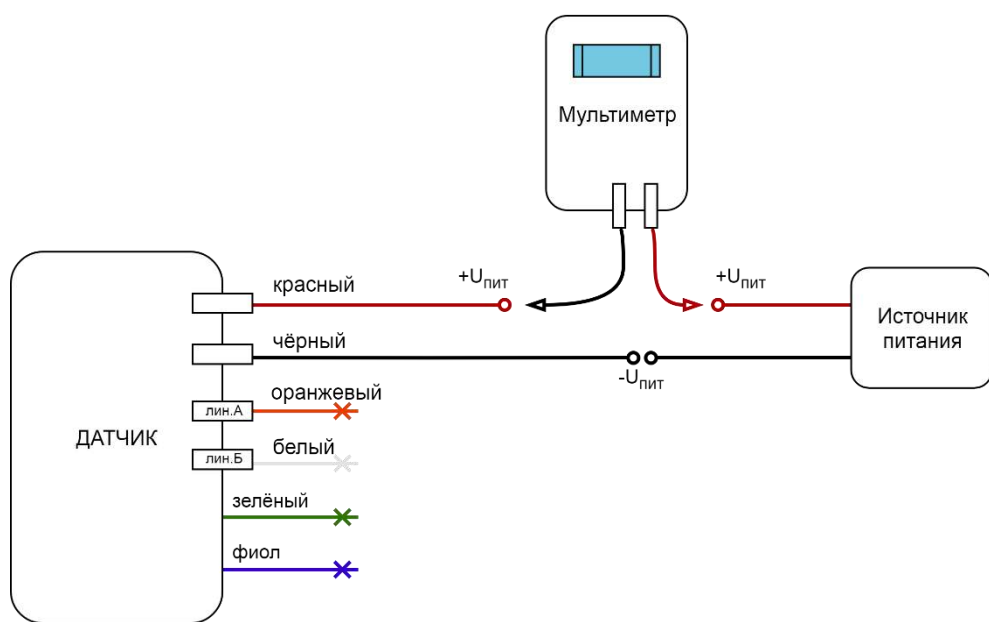 Мультиметр
красный
+Uпит
+Uпит
Источник
питания
чёрный
-Uпит
оранжевый
лин.А
ДАТЧИК
белый
лин.Б
зелёный
фиол